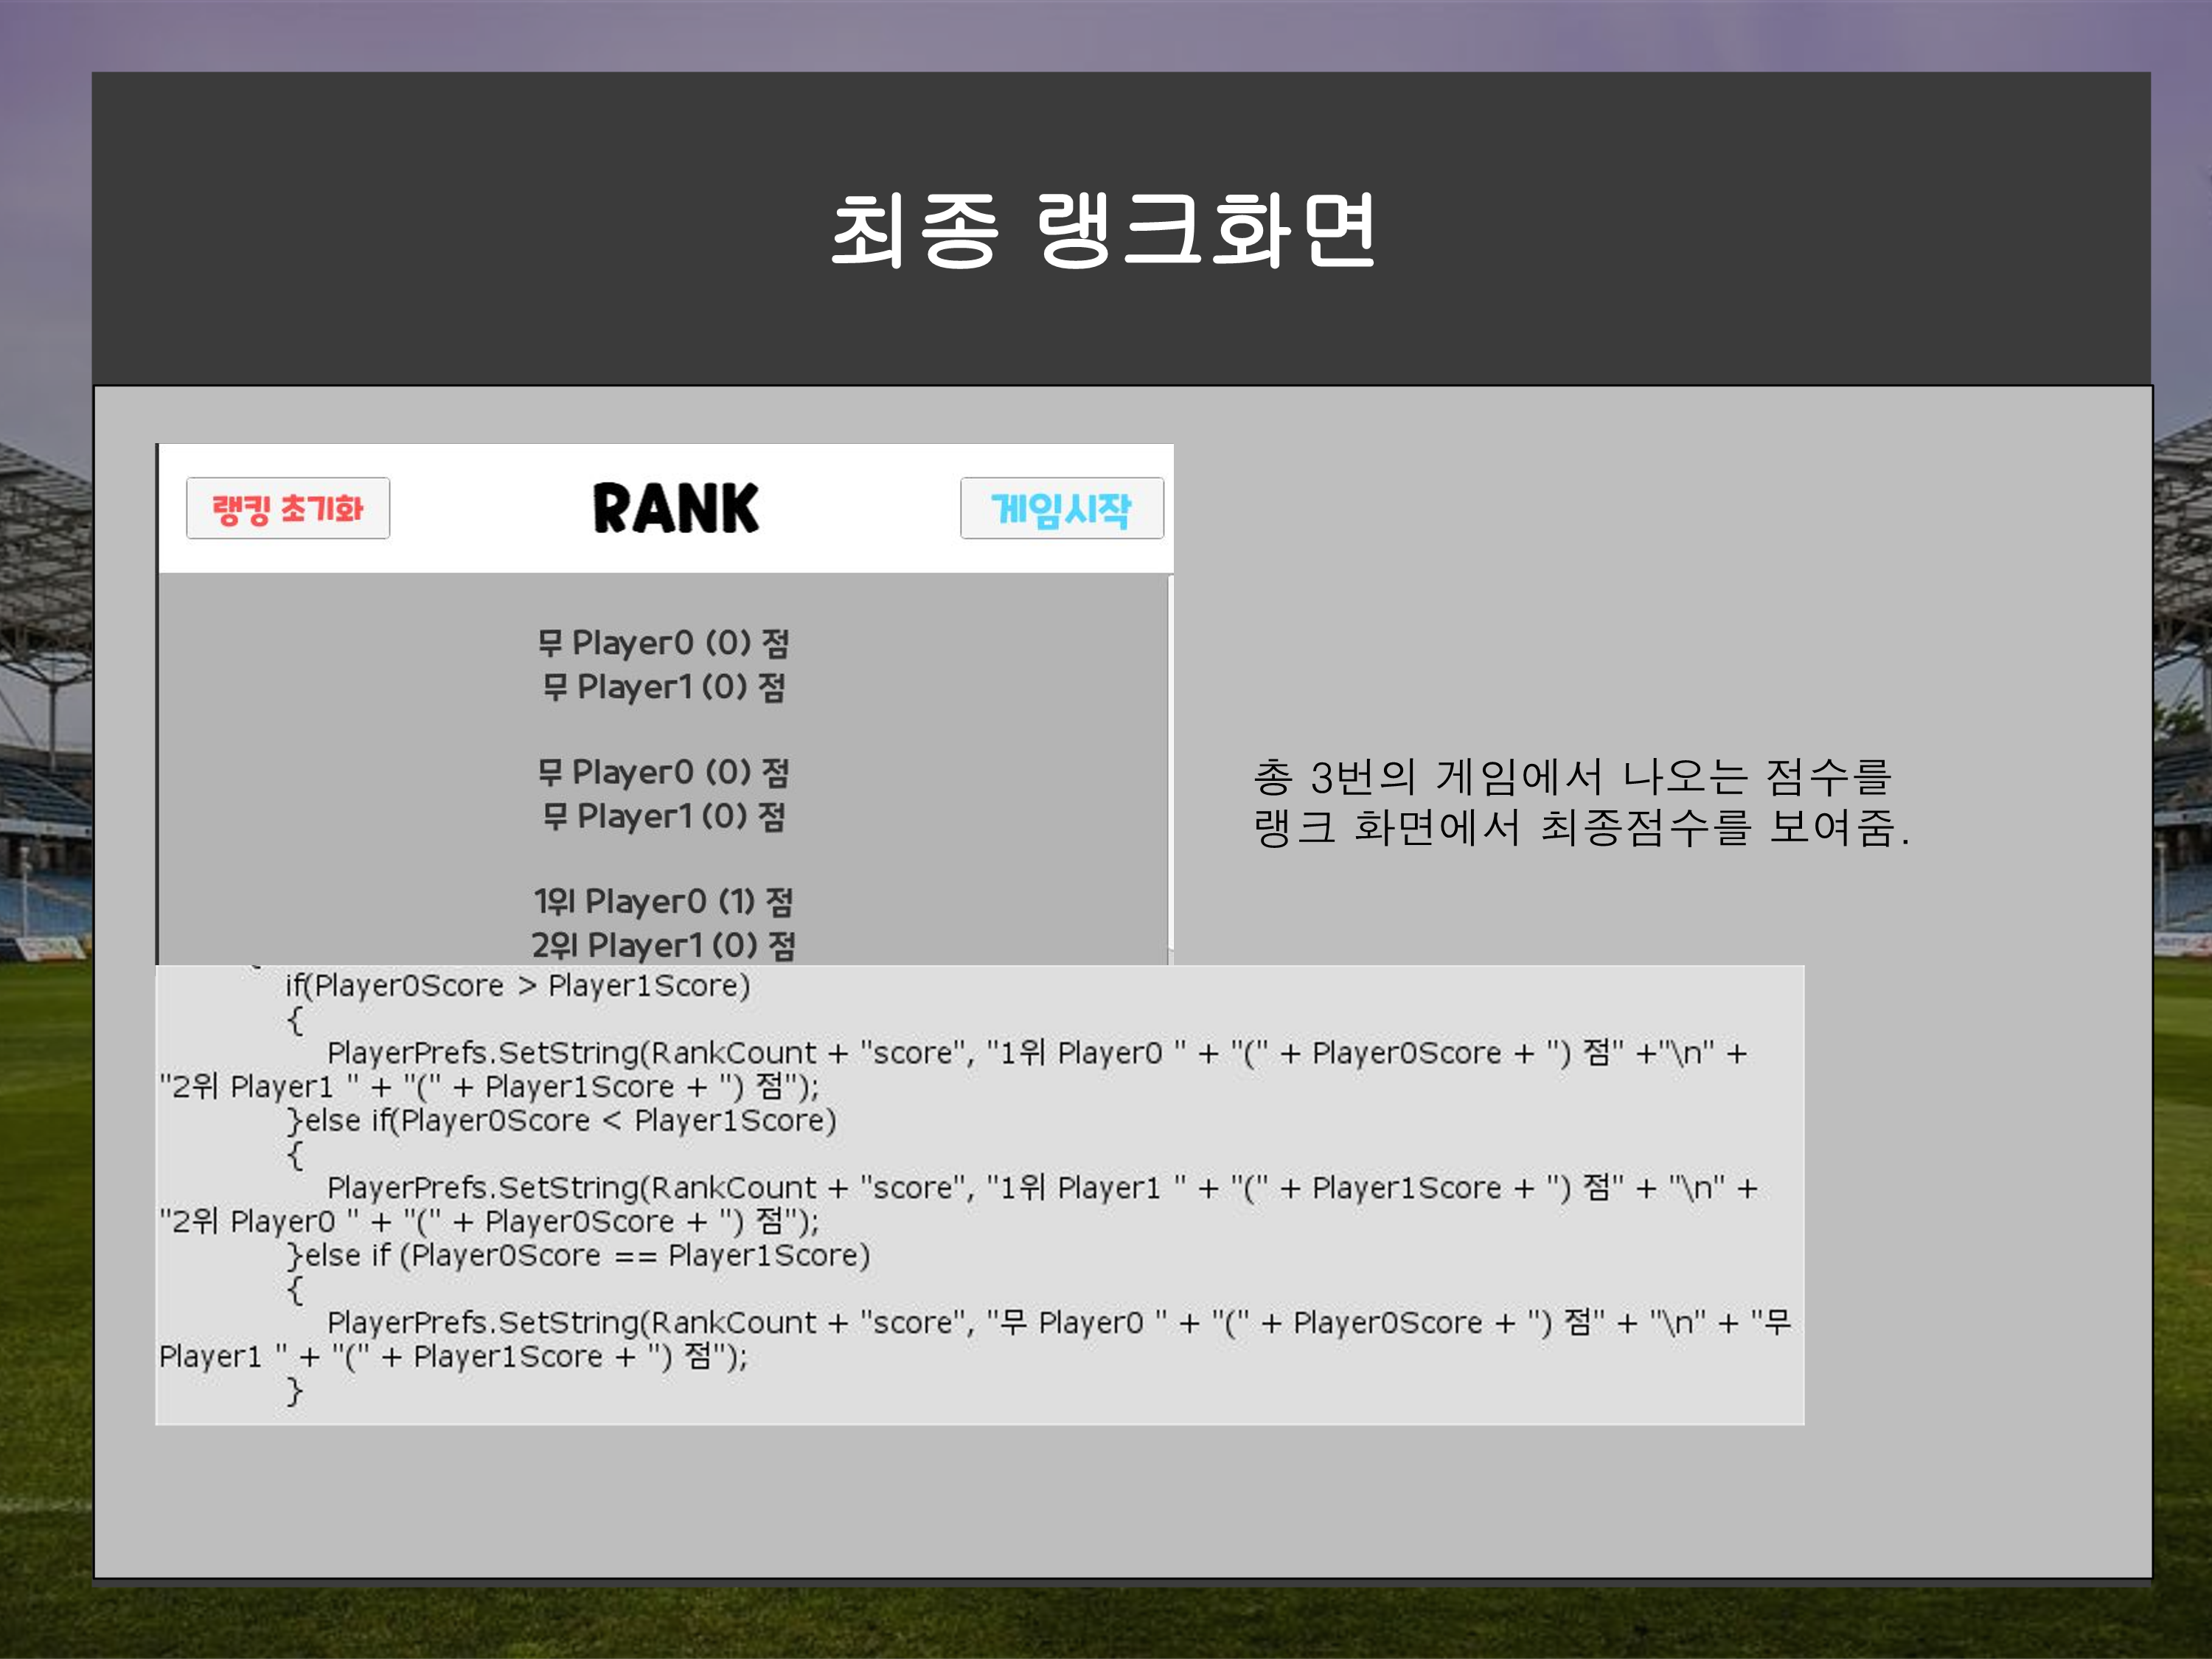 최종 랭크화면
랭킹 초기화
RANK
게임시작
무 Player0 (0) 점
무 Player1 (0) 점
무 Player0 (0) 점
무 Player1 (0) 점
1위 Player0 (1) 점
2위 Player1 (0) 점
총 3번의 게임에서 나오는 점수를
랭크 화면에서 최종점수를 보여줌.
if(Player0Score > Player1Score)
{
PlayerPrefs.SetString(RankCount + "score", "1위 Player0 " + "(" + Player0Score + ") 점" +"\n" +
"2위 Player1 " + "(" + Player1Score + ") 점");
}else if(Player0Score < Player1Score)
{
PlayerPrefs.SetString(RankCount + "score", "1위 Player1 " + "(" + Player1Score + ") 점" + "\n" +
"2위 Player0 " + "(" + Player0Score + ") 점");
}else if (Player0Score == Player1Score)
{
PlayerPrefs.SetString(RankCount + "score", "무 Player0 " + "(" + Player0Score + ") 점" + "\n" + "무
Player1 " + "(" + Player1Score + ") 점");
}